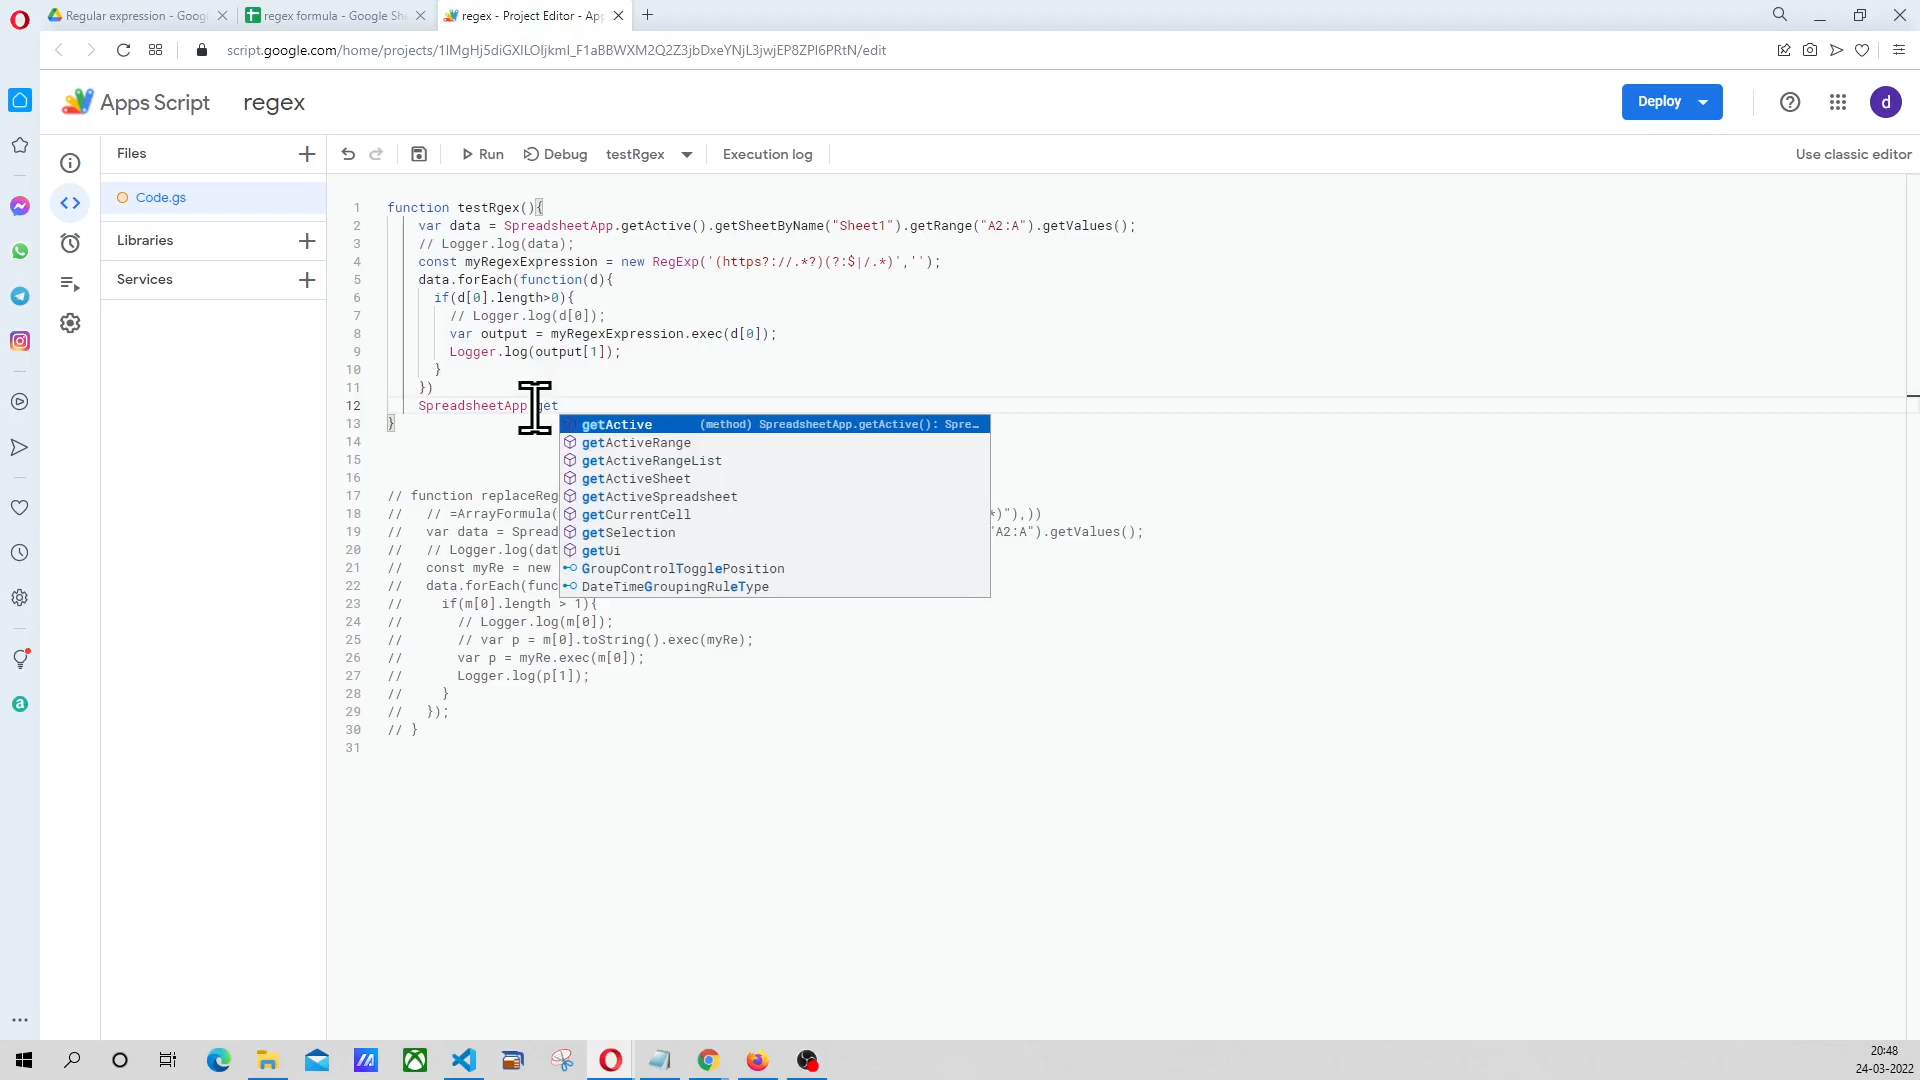 Regular expression - Goog
regex formula - Google She
regex - Project Editor - App
script.google.com/home/projects/1IMgHj5diGXILOIjkmI_F1aBBWXM2Q2Z3jbDxeYNjL3jwjEP8ZPI6PRtN/edit
Apps Script
regex
Deploy
d
Files
Run
Debug
testRgex
Execution log
Use classic editor
Code.gs
Libraries
Services
1 function testRgex(){
2 var data = SpreadsheetApp.getActive().getSheetByName("Sheet1").getRange("A2:A").getValues();
3 // Logger.log(data);
4 const myRegexExpression = new RegExp('(https?://.*?)(?:$|/.*)','');
5 data.forEach(function(d){
6 if(d[0].length>0){
7 // Logger.log(d[0]);
8 var output = myRegexExpression.exec(d[0]);
9 Logger.log(output[1]);
10 }
11 })
12 SpreadsheetApp.get
13 }
14
15
16
17 // function replaceReg
18 // // =ArrayFormula( *)"),))
19 // var data = Spread "A2:A").getValues();
20 // // Logger.log(dat
21 // const myRe = new
22 // data.forEach(func
23 // if(m[0].length > 1){
24 // // Logger.log(m[0]);
25 // // var p = m[0].toString().exec(myRe);
26 // var p = myRe.exec(m[0]);
27 // Logger.log(p[1]);
28 // }
29 // });
30 // }
31
getActive (method) SpreadsheetApp.getActive(): Spre…
getActiveRange
getActiveRangeList
getActiveSheet
getActiveSpreadsheet
getCurrentCell
getSelection
getUi
GroupControlTogglePosition
DateTimeGroupingRuleType
a
20:48
24-03-2022